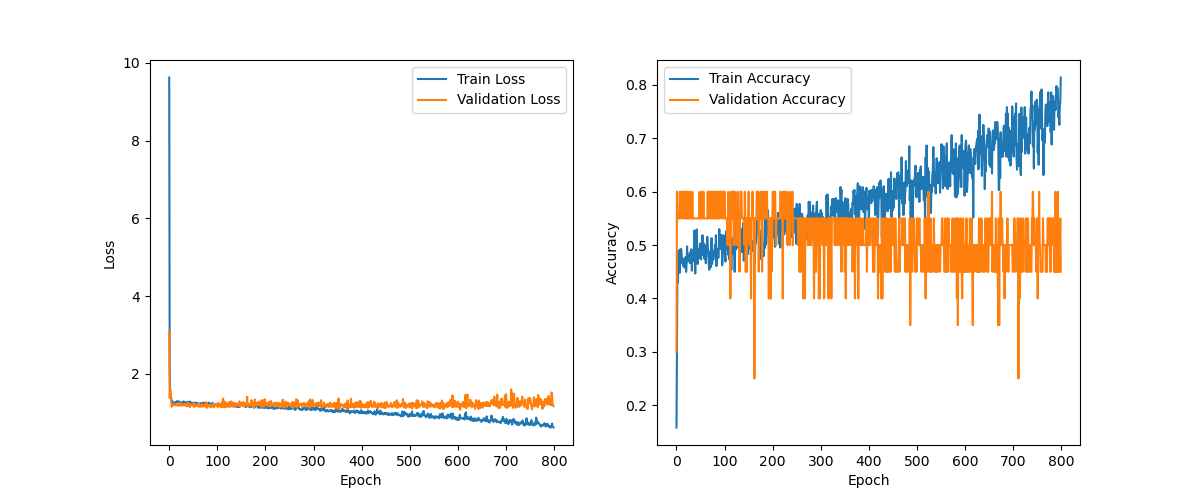 10
8
6
4
2
Loss
0 100 200 300 400 500 600 700 800
Epoch
Train Loss
Validation Loss
0.8
0.7
0.6
0.5
0.4
0.3
0.2
Accuracy
0 100 200 300 400 500 600 700 800
Epoch
Train Accuracy
Validation Accuracy